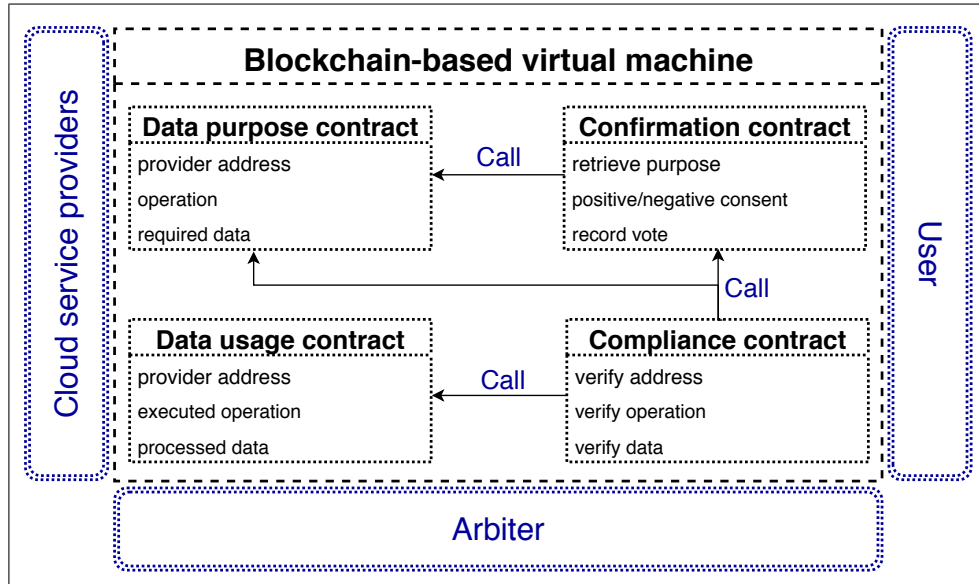 Cloud service providers
Blockchain-based virtual machine
Data purpose contract
provider address
operation
required data
Call
Confirmation contract
retrieve purpose
positive/negative consent
record vote
Call
Data usage contract
provider address
executed operation
processed data
Call
Compliance contract
verify address
verify operation
verify data
User
Arbiter